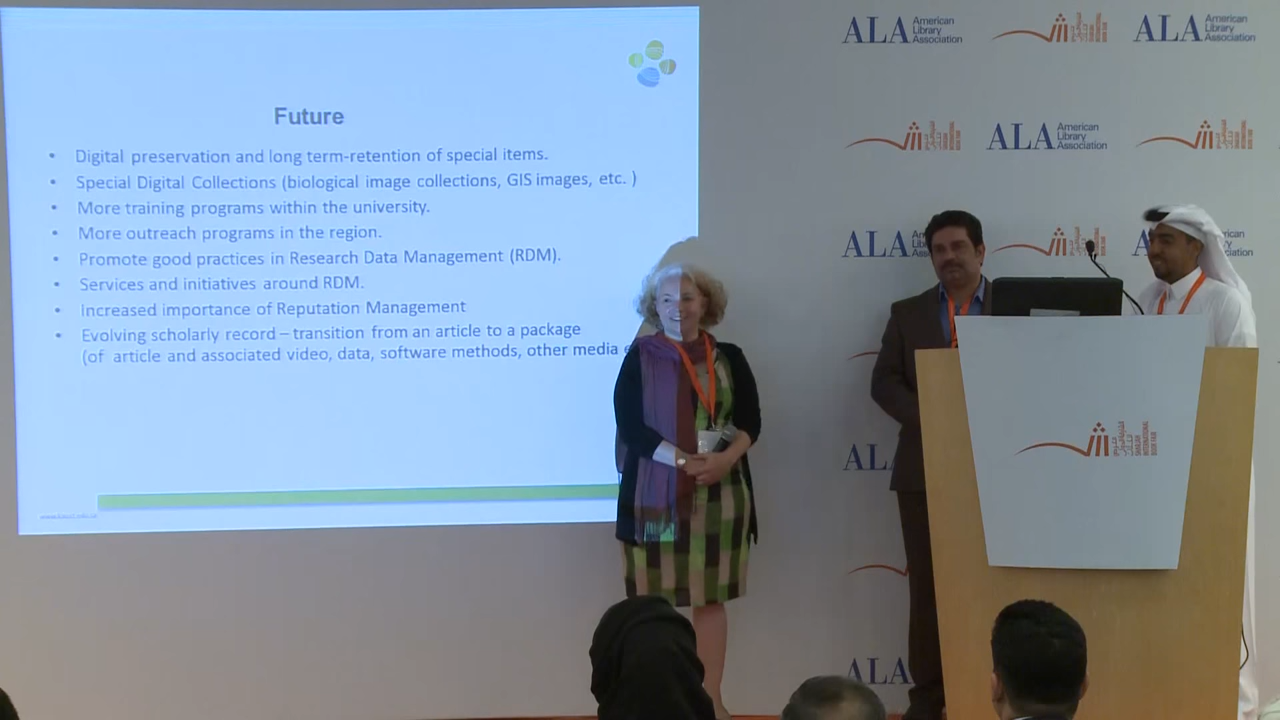 Future
• Digital preservation and long term-retention of special items.
• Special Digital Collections (biological image collections, GIS images, etc. )
• More training programs within the university.
• More outreach programs in the region.
• Promote good practices in Research Data Management (RDM).
• Services and initiatives around RDM.
• Increased importance of Reputation Management
• Evolving scholarly record – transition from an article to a package
(of article and associated video, data, software methods, other media e
ALA American Library Association
ALA American Library Association
ALA American Library Association
ALA
ALA
ALA
SHARJAH
INTERNATIONAL
BOOK FAIR